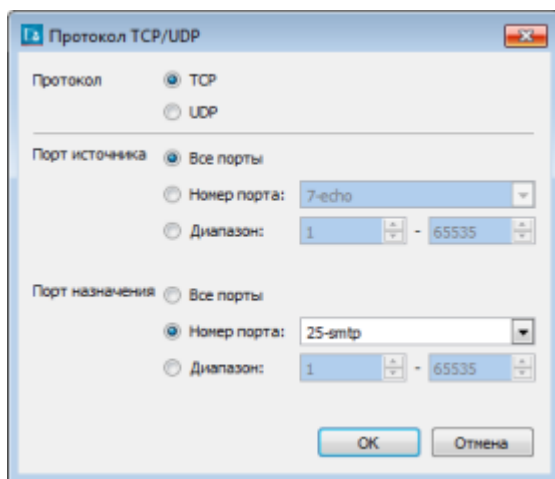 Протокол TCP/UDP
Протокол TCP
UDP
Порт источника Все порты
Номер порта: 7-echo
Диапазон: 1 - 65535
Порт назначения Все порты
Номер порта: 25-smtp
Диапазон: 1 - 65535
OK Отмена